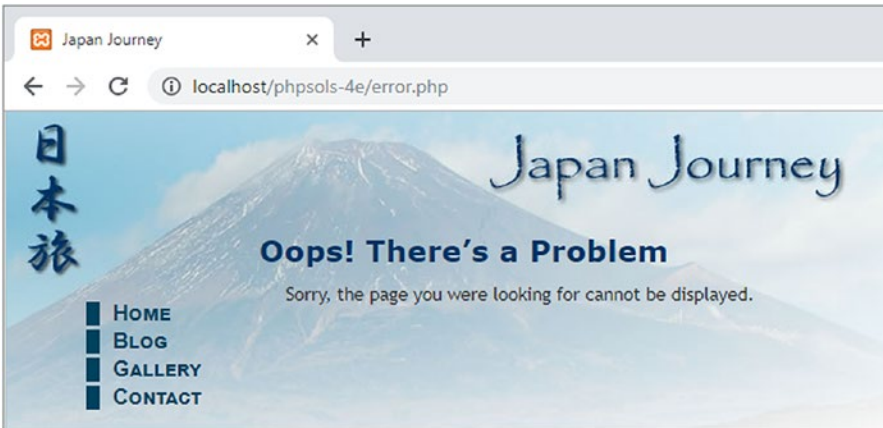 Japan Journey
localhost/phpsols-4e/error.php
日本旅
Japan Journey
Oops! There’s a Problem
Sorry, the page you were looking for cannot be displayed.
Home
Blog
Gallery
Contact